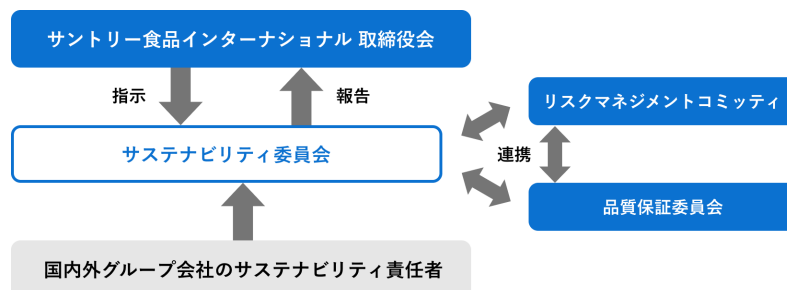 サントリー食品インターナショナル 取締役会
指示
報告
リスクマネジメントコミッティ
サステナビリティ委員会
連携
品質保証委員会
国内外グループ会社のサステナビリティ責任者